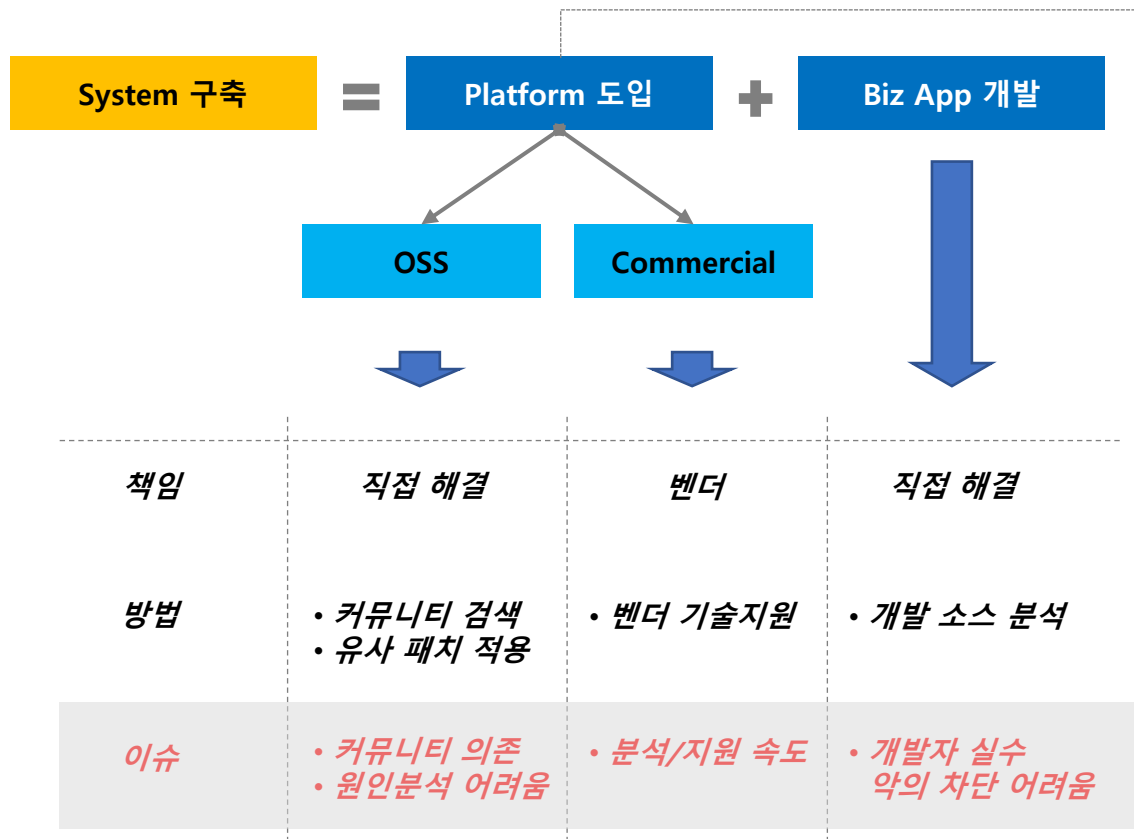 System 구축 = Platform 도입 + Biz App 개발
OSS Commercial
책임 직접 해결 벤더 직접 해결
방법 • 커뮤니티 검색 • 벤더 기술지원 • 개발 소스 분석
• 유사 패치 적용
이슈 • 커뮤니티 의존 • 분석/지원 속도 • 개발자 실수
• 원인분석 어려움 악의 차단 어려움